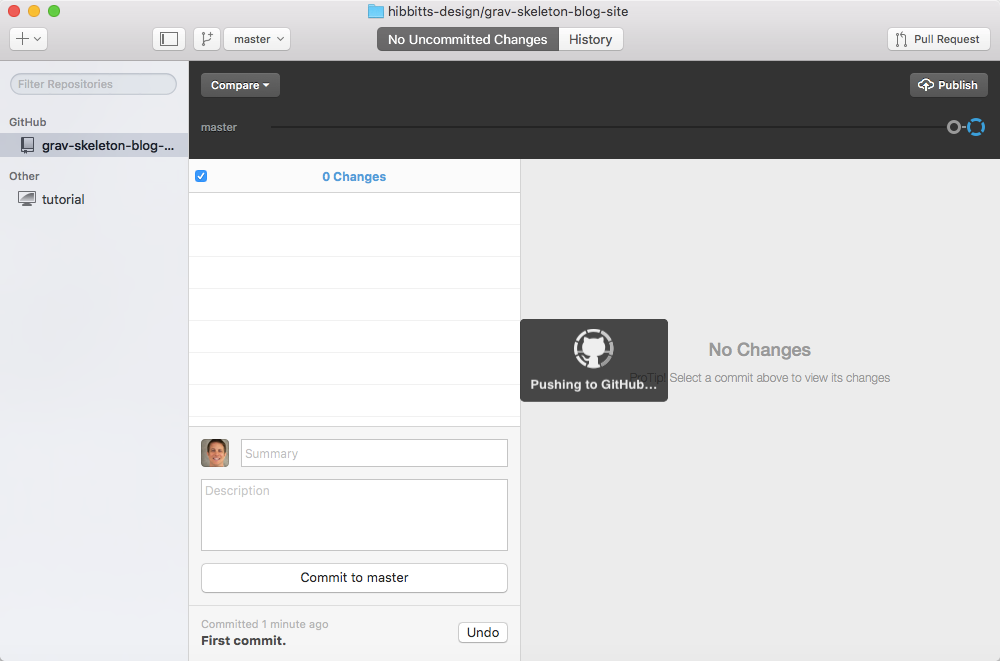 hibbitts-design/grav-skeleton-blog-site
master
No Uncommitted Changes
History
Pull Request
Filter Repositories
GitHub
grav-skeleton-blog-...
Other
tutorial
Compare
Publish
master
0 Changes
Pushing to GitHub...
No Changes
ProTip! Select a commit above to view its changes
Summary
Description
Commit to master
Committed 1 minute ago
First commit.
Undo